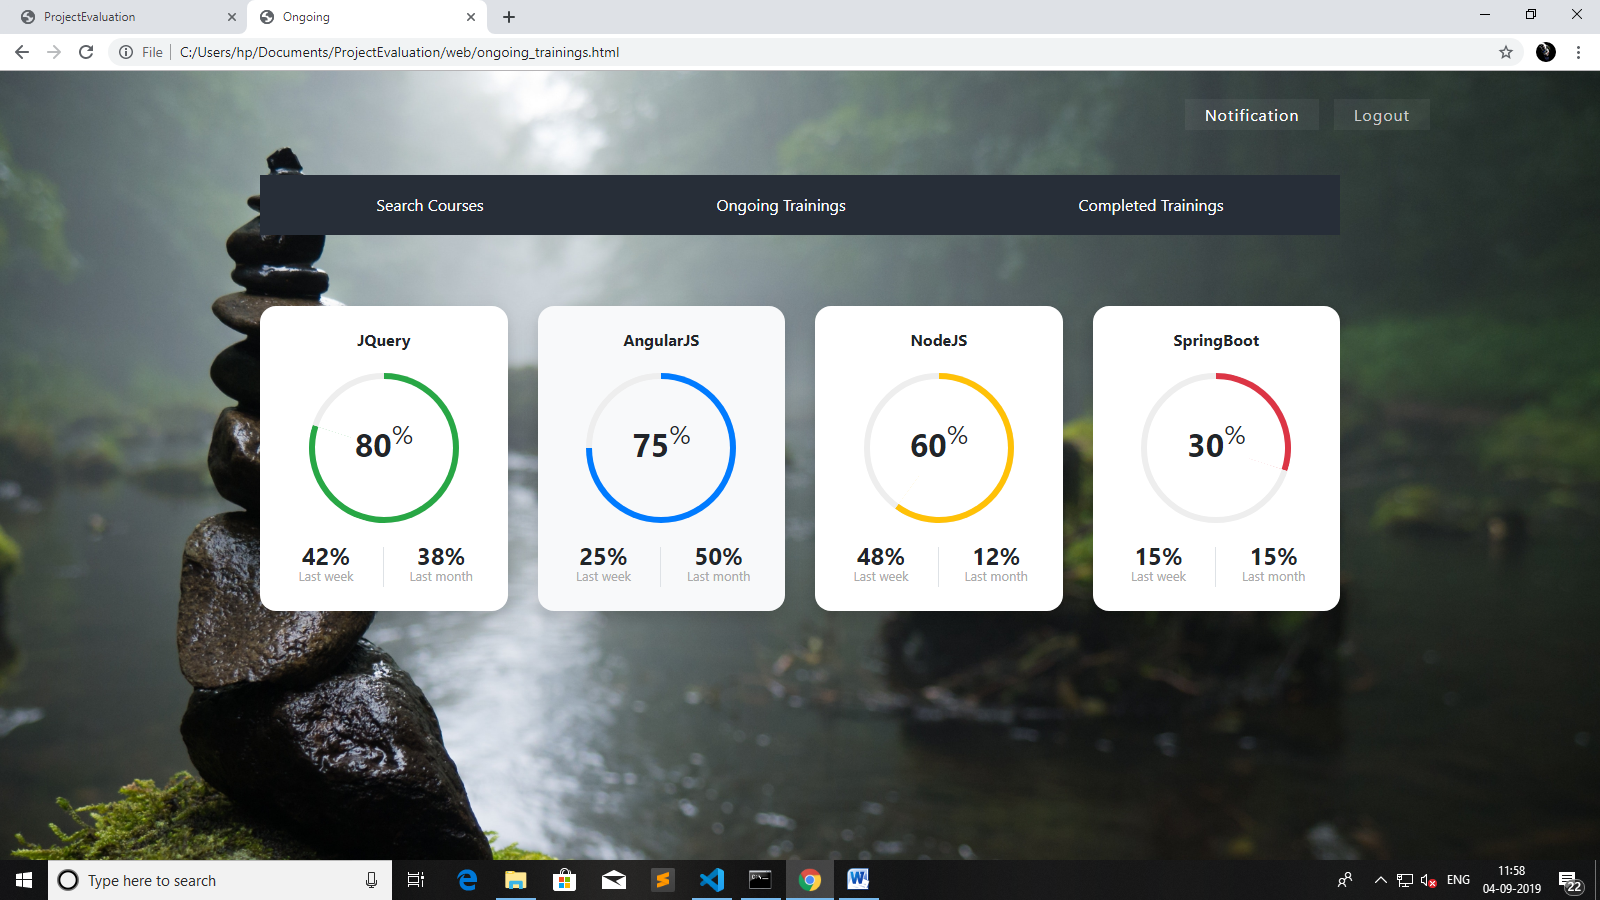 ProjectEvaluation
Ongoing
File
C:/Users/hp/Documents/ProjectEvaluation/web/ongoing_trainings.html
Notification
Logout
Search Courses
Ongoing Trainings
Completed Trainings
JQuery
80%
42%
Last week
38%
Last month
AngularJS
75%
25%
Last week
50%
Last month
NodeJS
60%
48%
Last week
12%
Last month
SpringBoot
30%
15%
Last week
15%
Last month
Type here to search
ENG
11:58
04-09-2019
22